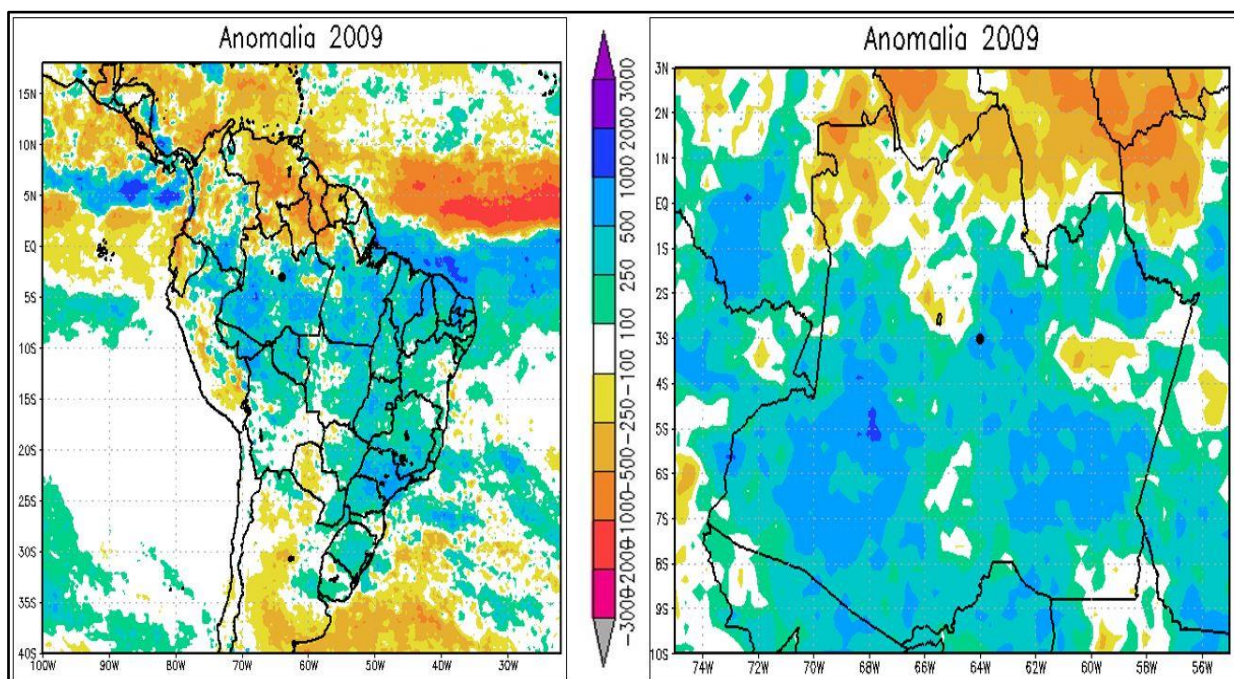 Anomalia 2009
15N
10N
5N
EQ
5S
10S
15S
20S
25S
30S
35S
40S
100W 90W 80W 70W 60W 50W 40W 30W
3000
2000
1000
500
250
100
-100
-250
-500
-1000
-2000
-3000
Anomalia 2009
3N
2N
1N
EQ
1S
2S
3S
4S
5S
6S
7S
8S
9S
10S
74W 72W 70W 68W 66W 64W 62W 60W 58W 56W